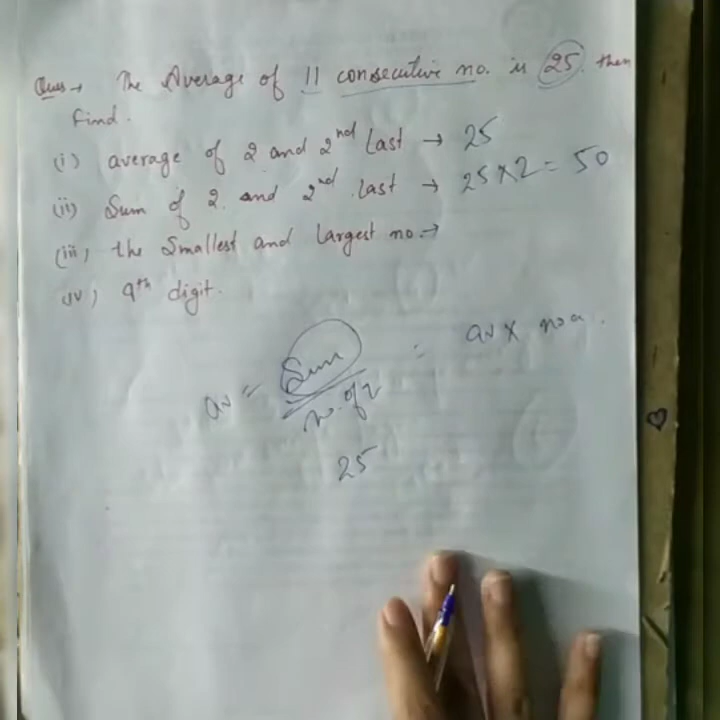 Ques → The Average of 11 consecutive no. is 25. then
find.
(i) average of 2 and 2nd last → 25
(ii) Sum of 2. and 2nd last → 25×2 = 50
(iii) the Smallest and largest no. →
(iv) 9th digit.
av = Sum / no. of 2 = av × no a.
25